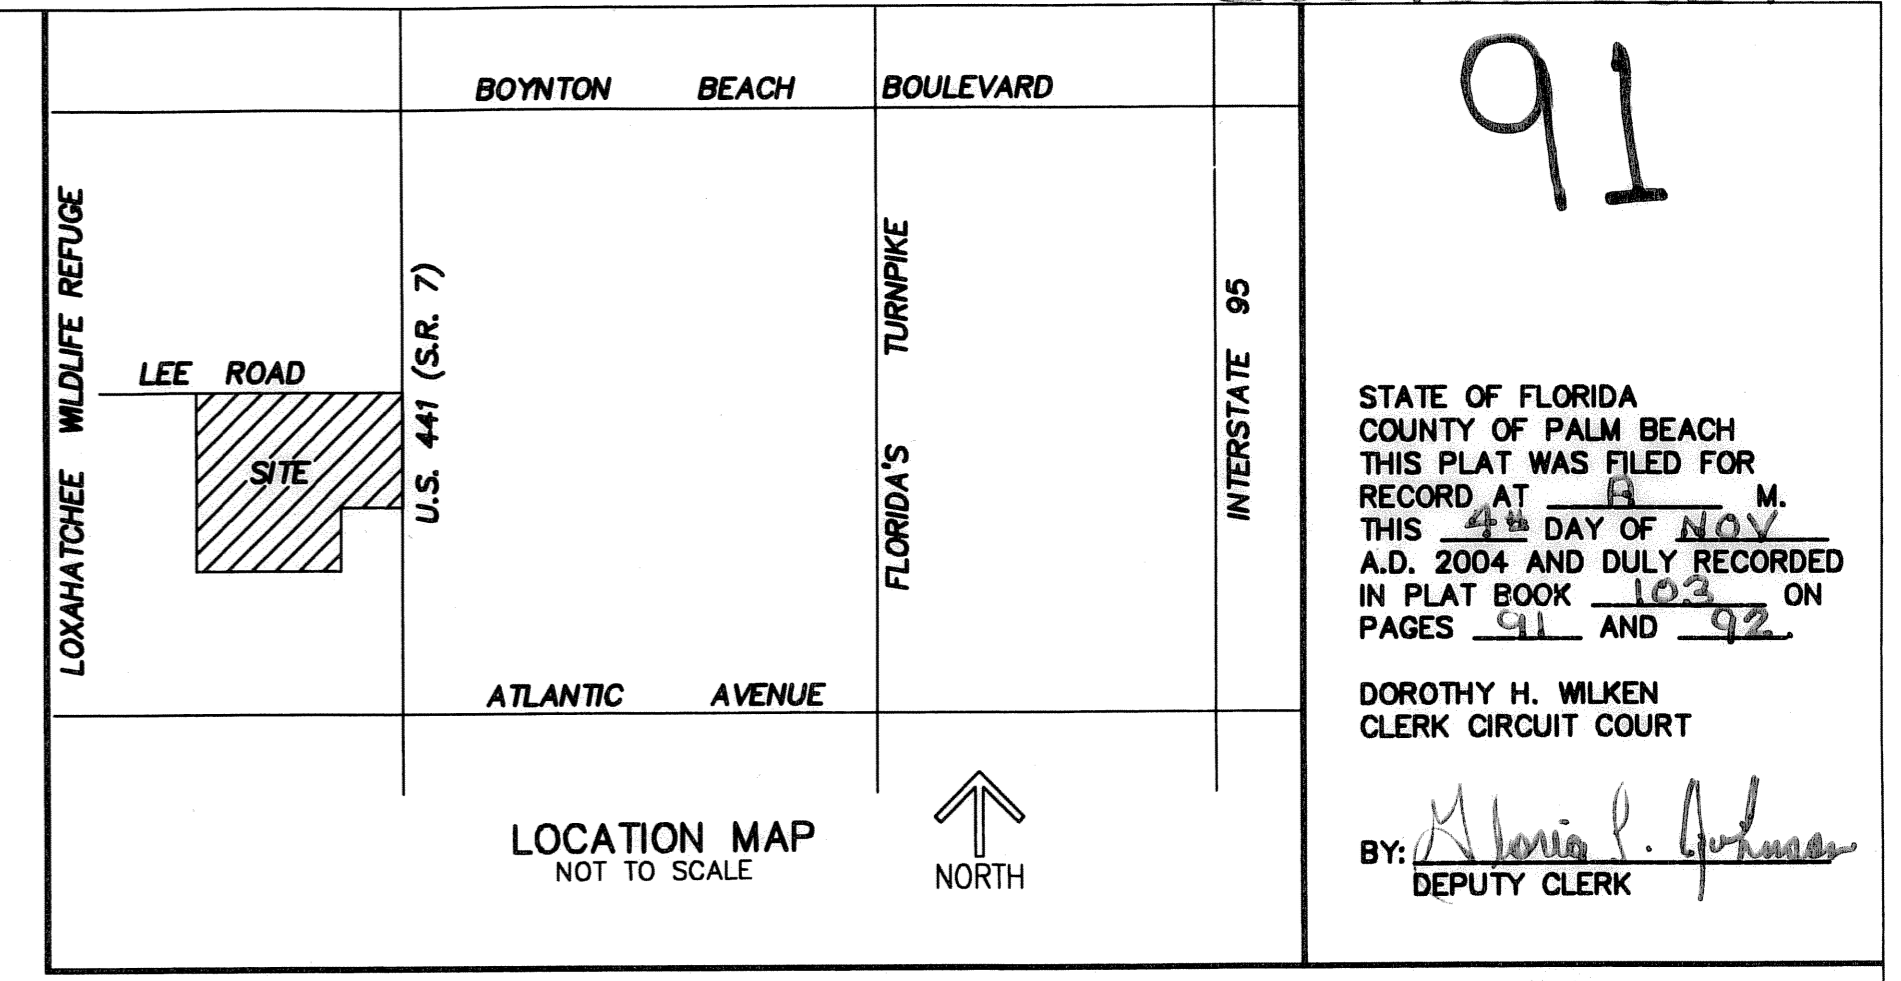 BOYNTON BEACH BOULEVARD
LOXAHATCHEE WILDLIFE REFUGE
LEE ROAD
SITE
U.S. 441 (S.R. 7)
FLORIDA'S TURNPIKE
INTERSTATE 95
ATLANTIC AVENUE
LOCATION MAP
NOT TO SCALE
NORTH
91
STATE OF FLORIDA
COUNTY OF PALM BEACH
THIS PLAT WAS FILED FOR
RECORD AT M.
THIS 4th DAY OF NOV
A.D. 2004 AND DULY RECORDED
IN PLAT BOOK 103 ON
PAGES 91 AND 92.
DOROTHY H. WILKEN
CLERK CIRCUIT COURT
BY: Gloria P. Johnson
DEPUTY CLERK